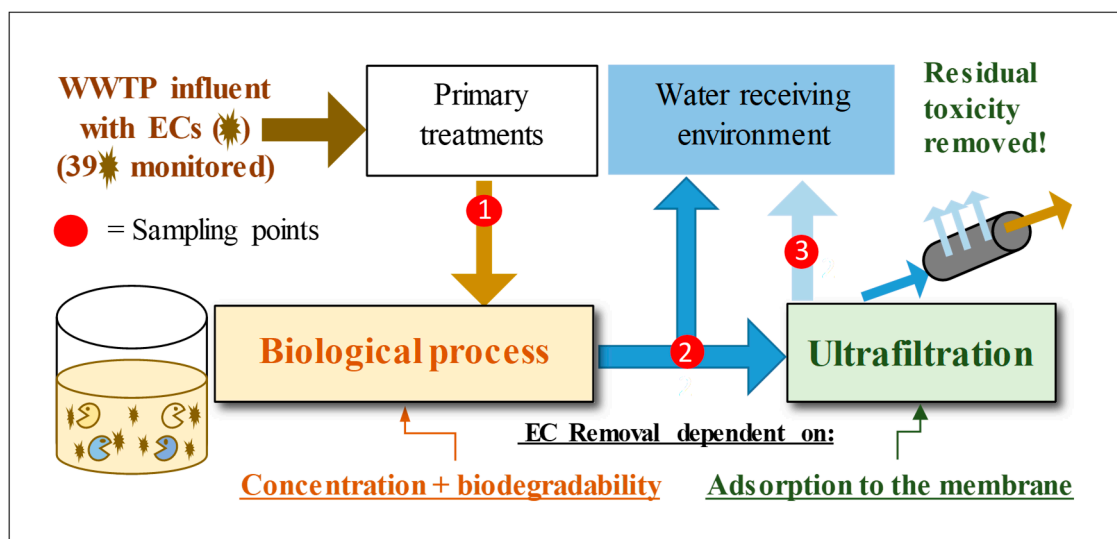 WWTP influent
with ECs ( )
(39 monitored)
Primary
treatments
Water receiving
environment
Residual
toxicity
removed!
1
= Sampling points
3
Biological process
2
Ultrafiltration
EC Removal dependent on:
Concentration + biodegradability
Adsorption to the membrane